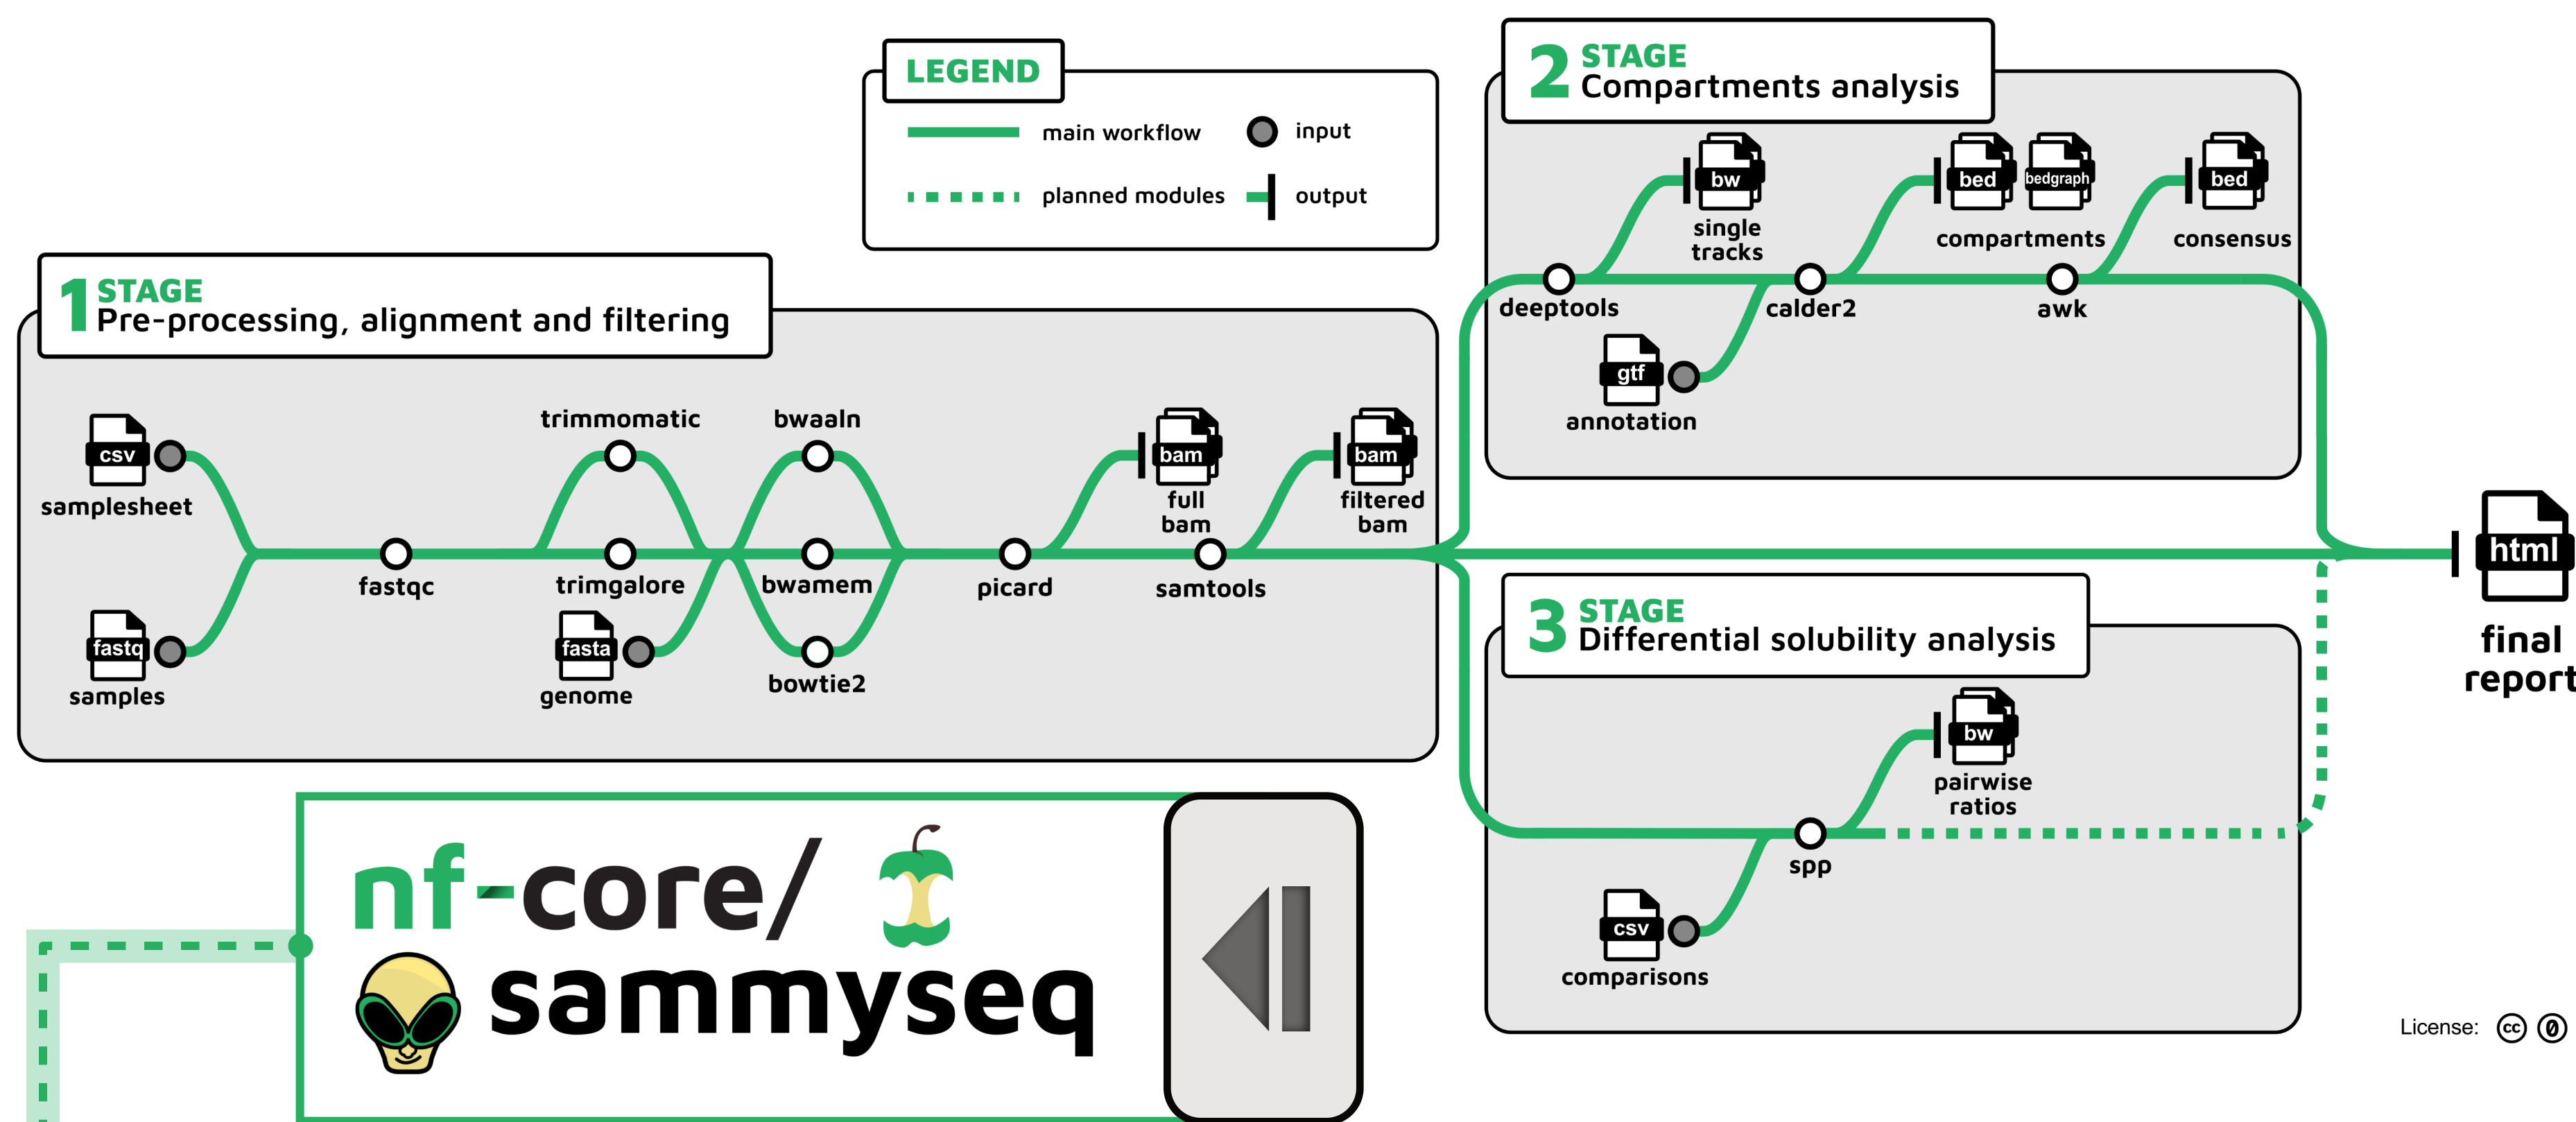 LEGEND
main workflow
input
planned modules
output
1 STAGE
Pre-processing, alignment and filtering
csv
samplesheet
fastq
samples
fastqc
trimmomatic
trimgalore
fasta
genome
bwaaln
bwamem
bowtie2
picard
bam
full
bam
samtools
bam
filtered
bam
2 STAGE
Compartments analysis
bw
single
tracks
bed
bedgraph
compartments
bed
consensus
deeptools
calder2
awk
gtf
annotation
3 STAGE
Differential solubility analysis
bw
pairwise
ratios
spp
csv
comparisons
html
final
report
nf-core/
sammyseq
License: cc 0